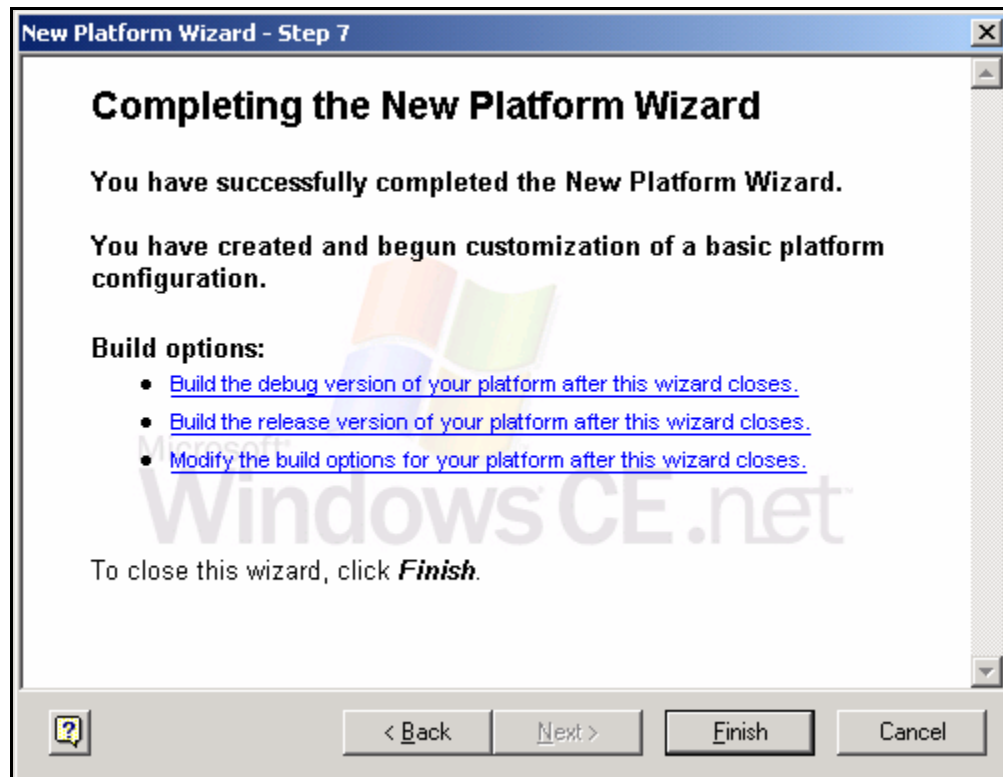 New Platform Wizard - Step 7
Completing the New Platform Wizard
You have successfully completed the New Platform Wizard.
You have created and begun customization of a basic platform
configuration.
Build options:
• Build the debug version of your platform after this wizard closes.
• Build the release version of your platform after this wizard closes.
• Modify the build options for your platform after this wizard closes.
Microsoft
Windows CE .net
To close this wizard, click Finish.
< Back
Next >
Finish
Cancel